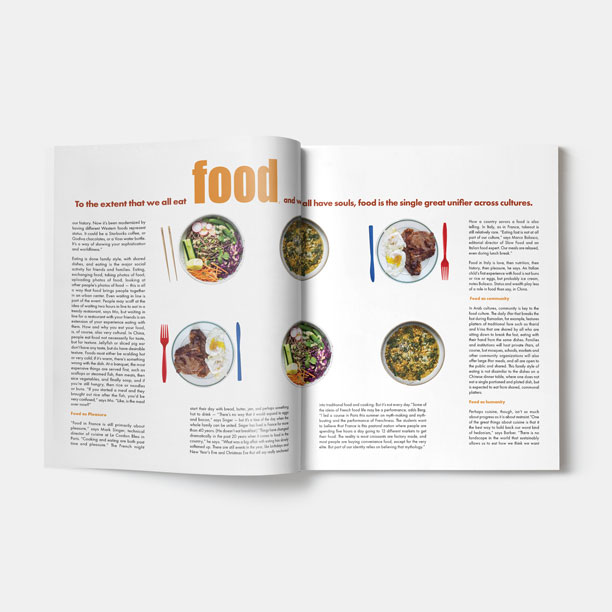 food
To the extent that we all eat and w all have souls, food is the single great unifier across cultures.
our history. Now it's been modernized by
having different Western foods represent
status. It could be a Starbucks coffee, or
Godiva chocolates, or a Voss water bottle.
It's a way of showing your sophistication
and worldliness."
Eating is done family style, with shared
dishes, and eating is the major social
activity for friends and families. Eating,
exchanging food, taking photos of food,
uploading photos of food, looking at
other people's photos of food — this is all
a way that food brings people together
in an urban center. Even waiting in line is
part of the event. People may scoff at the
idea of waiting two hours in line to eat in a
trendy restaurant, says Mo, but waiting in
line for a restaurant with your friends is an
extension of your experience eating with
them. How and why you eat your food,
is, of course, also very cultural. In China,
people eat food not necessarily for taste,
but for texture. Jellyfish or sliced pig ear
don't have any taste, but do have desirable
texture. Foods must either be scalding hot
or very cold. If it's warm, there's something
wrong with the dish. At a banquet, the most
expensive things are served first, such as
scallops or steamed fish, then meats, then
nice vegetables, and finally soup, and if
you're still hungry, then rice or noodles
or buns. "If you started a meal and they
brought out rice after the fish, you'd be
very confused," says Mo. "Like, is the meal
over now?"
Food as Pleasure
"Food in France is still primarily about
pleasure," says Mark Singer, technical
director of cuisine at Le Cordon Bleu in
Paris. "Cooking and eating are both past
time and pleasure." The French might
start their day with bread, butter, jam, and perhaps something
hot to drink — "There's no way that it would expand to eggs
and bacon," says Singer — but it's a time of the day when the
whole family can be united. Singer has lived in France for more
than 40 years. (He doesn't eat breakfast.) "Things have changed
dramatically in the past 20 years when it comes to food in the
country," he says. "What was a big affair with eating has slowly
softened up. There are still events in the year, like birthdays and
New Year's Eve and Christmas Eve that still say really anchored
into traditional food and cooking. But it's not every day." "Some of
the ideas of French food life may be a performance, adds Berg.
"I led a course in Paris this summer on myth-making and myth-
busting and the performance of Frenchness. The students want
to believe that France is this pastoral nation where people are
spending five hours a day going to 12 different markets to get
their food. The reality is most croissants are factory made, and
most people are buying convenience food, except for the very
elite. But part of our identity relies on believing that mythology."
How a country savors a food is also
telling. In Italy, as in France, takeout is
still relatively rare. "Eating fast is not at all
part of our culture," says Marco Bolasco,
editorial director of Slow food and an
Italian food expert. Our meals are relaxed,
even during lunch break."
Food in Italy is love, then nutrition, then
history, then pleasure, he says. An Italian
child's first experience with food is not buns
or rice or eggs, but probably ice cream,
notes Bolasco. Status and wealth play less
of a role in food than say, in China.
Food as community
In Arab cultures, community is key to the
food culture. The daily iftar that breaks the
fast during Ramadan, for example, features
platters of traditional fare such as thareed
and h'riss that are shared by all who are
sitting down to break the fast, eating with
their hand from the same dishes. Families
and institutions will host private iftars, of
course, but mosques, schools, markets and
other community organizations will also
offer large iftar meals, and all are open to
the public and shared. This family style of
eating is not dissimilar to the dishes on a
Chinese dinner table, where one does not
eat a single portioned and plated dish, but
is expected to eat from shared, communal
platters.
Food as humanity
Perhaps cuisine, though, isn't so much
about progress as it is about restraint. "One
of the great things about cuisine is that it
the best way to hold back our worst kind
of hedonism," says Barber. "There is no
landscape in the world that sustainably
allows us to eat how we think we want